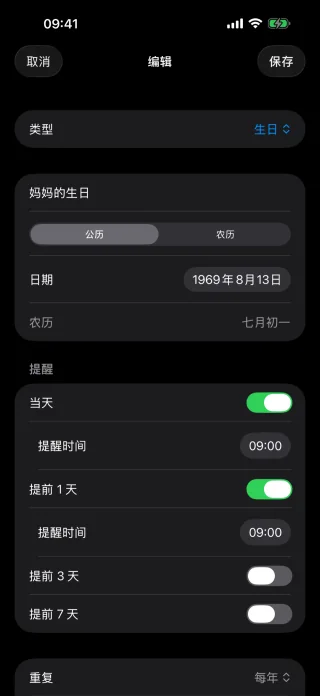 09:41
取消 编辑 保存
类型 生日
妈妈的生日
公历 农历
日期 1969年8月13日
农历 七月初一
提醒
当天
提醒时间 09:00
提前 1 天
提醒时间 09:00
提前 3 天
提前 7 天
重复 每年